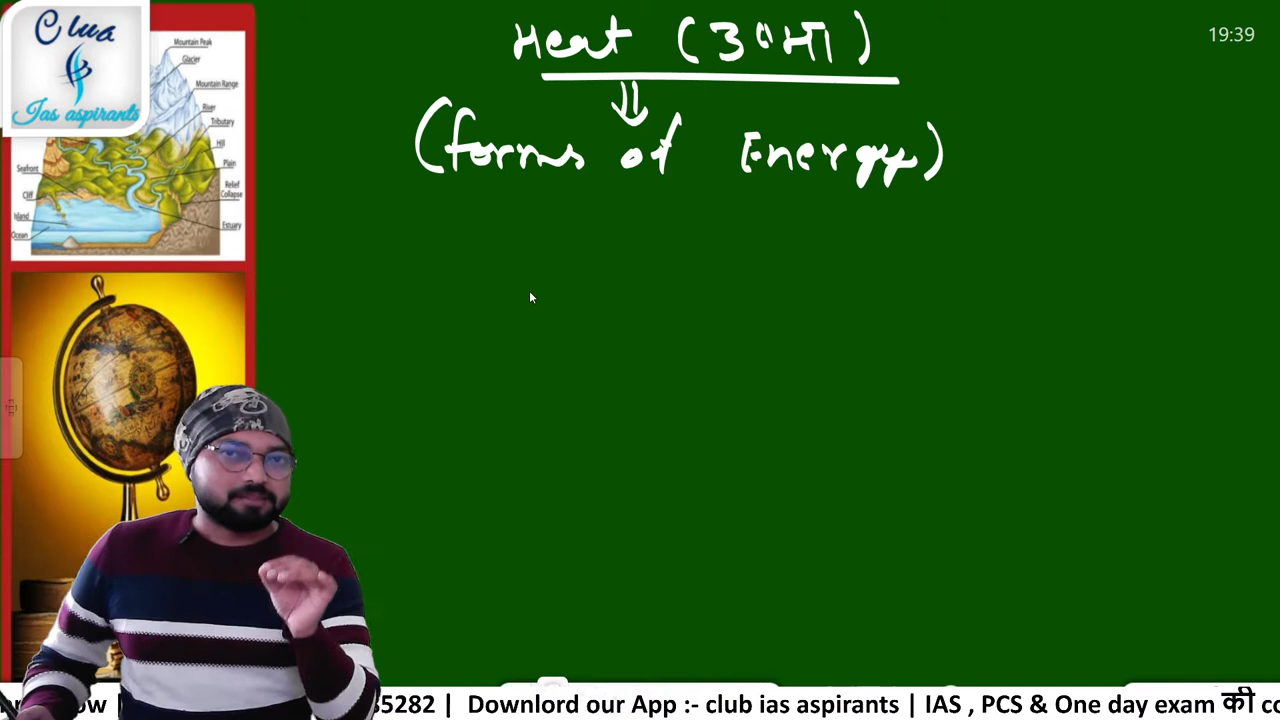 Club
Ias aspirants
Mountain Peak
Glacier
Mountain Range
River
Tributary
Hill
Plain
Relief
Collapse
Estuary
Seafront
Cliff
Island
Ocean
Heat (ऊष्मा)
(forms of Energy)
19:39
35282 | Downlord our App :- club ias aspirants | IAS , PCS & One day exam की